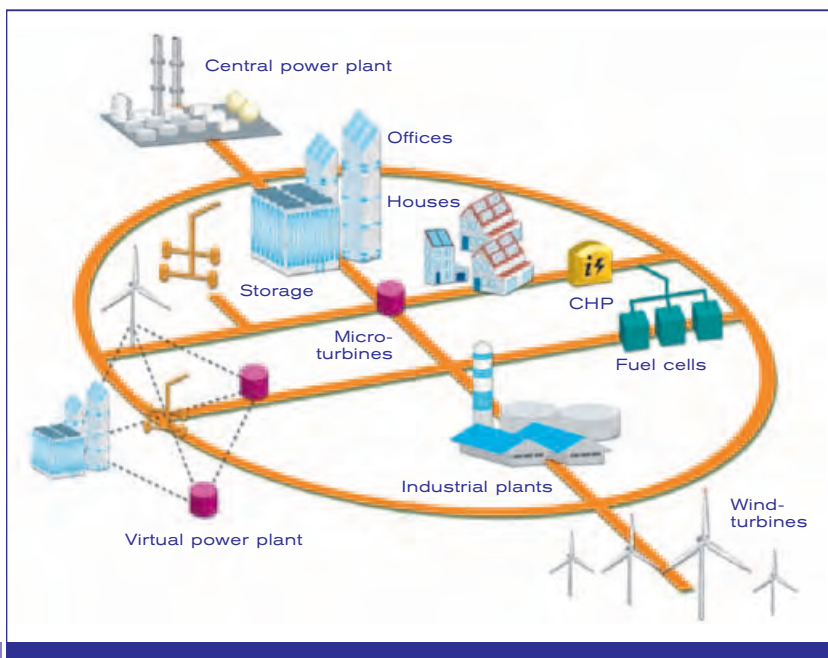 Central power plant
Offices
Houses
Storage
CHP
Micro-
turbines
Fuel cells
Industrial plants
Wind-
turbines
Virtual power plant